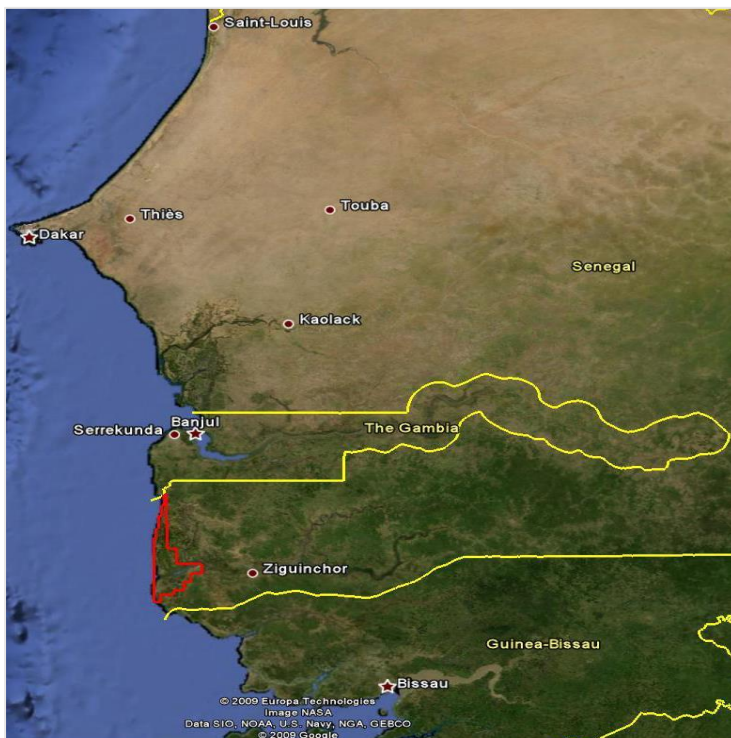 Saint-Louis
Thiès
Touba
Dakar
Senegal
Kaolack
Banjul
Serrekunda
The Gambia
Ziguinchor
Guinea-Bissau
Bissau
© 2009 Europa Technologies
Image NASA
Data SIO, NOAA, U.S. Navy, NGA, GEBCO
© 2009 Google